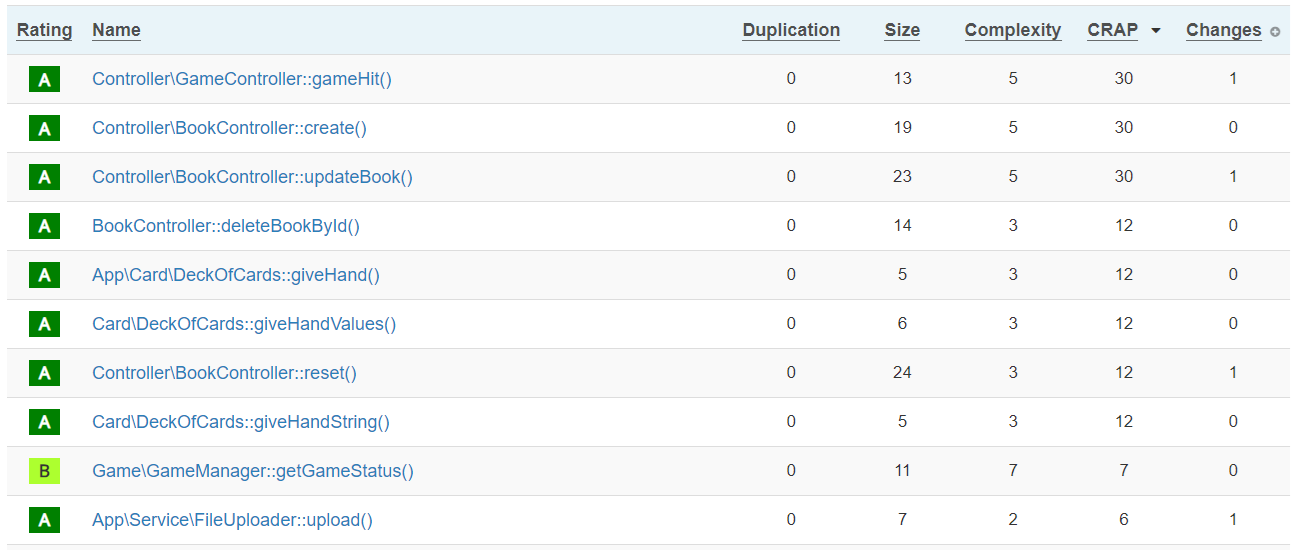 Rating Name Duplication Size Complexity CRAP Changes
A Controller\GameController::gameHit() 0 13 5 30 1
A Controller\BookController::create() 0 19 5 30 0
A Controller\BookController::updateBook() 0 23 5 30 1
A BookController::deleteBookById() 0 14 3 12 0
A App\Card\DeckOfCards::giveHand() 0 5 3 12 0
A Card\DeckOfCards::giveHandValues() 0 6 3 12 0
A Controller\BookController::reset() 0 24 3 12 1
A Card\DeckOfCards::giveHandString() 0 5 3 12 0
B Game\GameManager::getGameStatus() 0 11 7 7 0
A App\Service\FileUploader::upload() 0 7 2 6 1